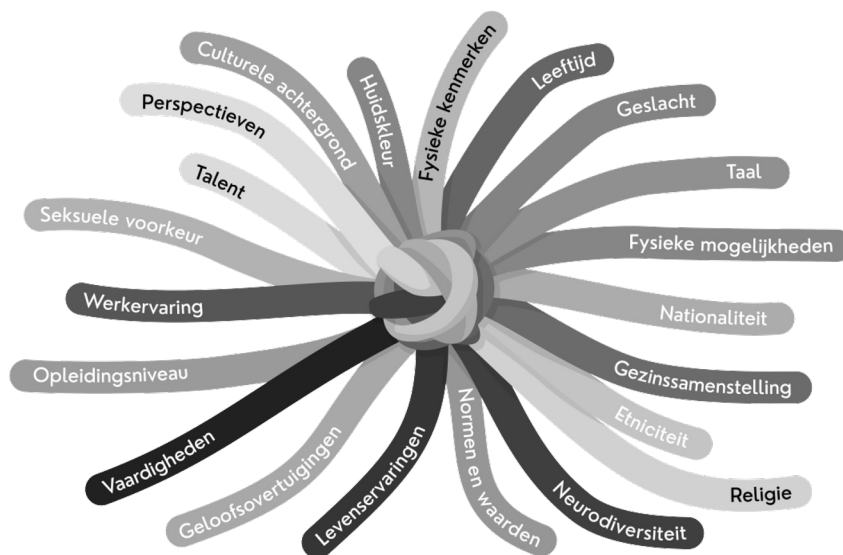 Culturele achtergrond
Huidskleur
Fysieke kenmerken
Leeftijd
Perspectieven
Geslacht
Talent
Taal
Seksuele voorkeur
Fysieke mogelijkheden
Werkervaring
Nationaliteit
Opleidingsniveau
Gezinssamenstelling
Etniciteit
Vaardigheden
Geloofsovertuigingen
Levenservaringen
Normen en waarden
Neurodiversiteit
Religie